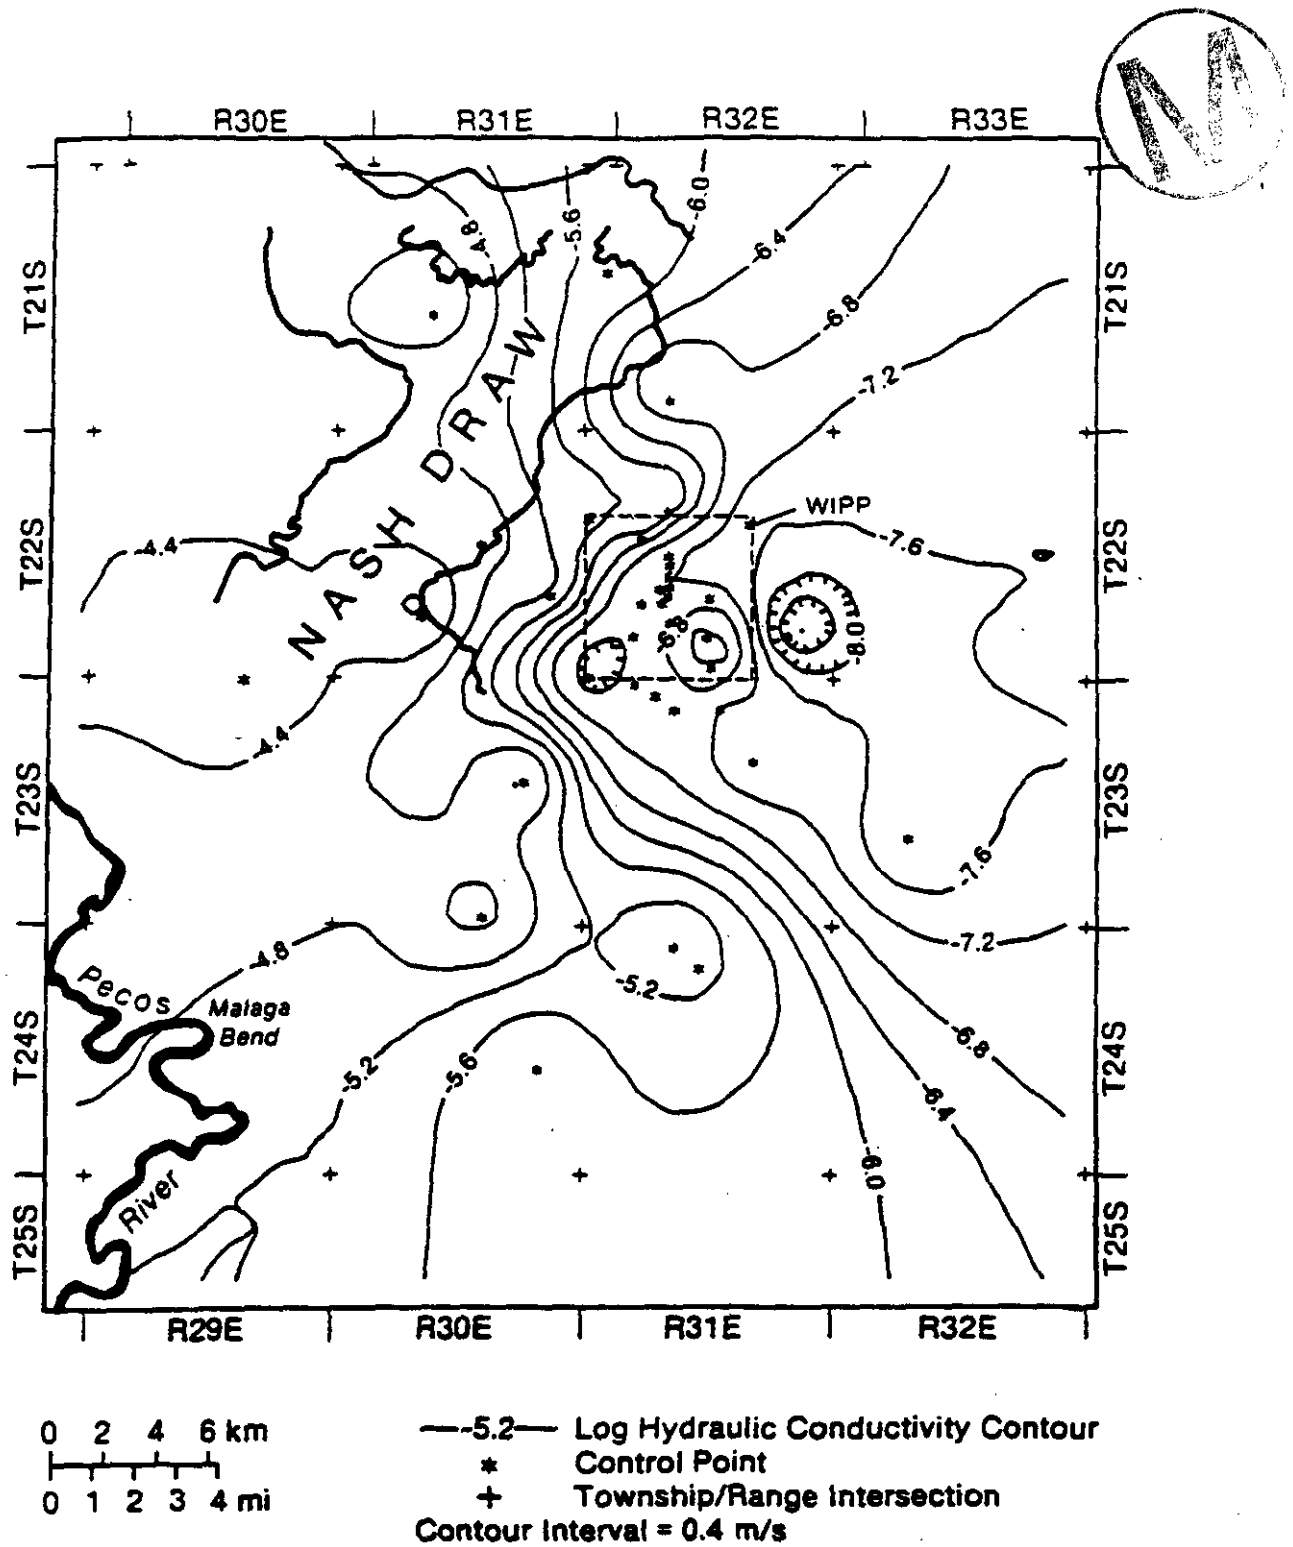 M
R30E R31E R32E R33E
-6.0
4.8
-5.6
-6.4
T21S
T21S
-6.8
-7.2
NASH DRAW
WIPP
T22S
-4.4
-7.6
T22S
-6.8
-8.0
-4.4
T23S
T23S
-7.6
-4.8
-7.2
-5.2
Pecos
Malaga
Bend
T24S
-5.2
-5.6
-6.8
T24S
-6.4
-6.0
River
T25S
T25S
R29E R30E R31E R32E
0 2 4 6 km
0 1 2 3 4 mi
-5.2 Log Hydraulic Conductivity Contour
* Control Point
+ Township/Range Intersection
Contour Interval = 0.4 m/s